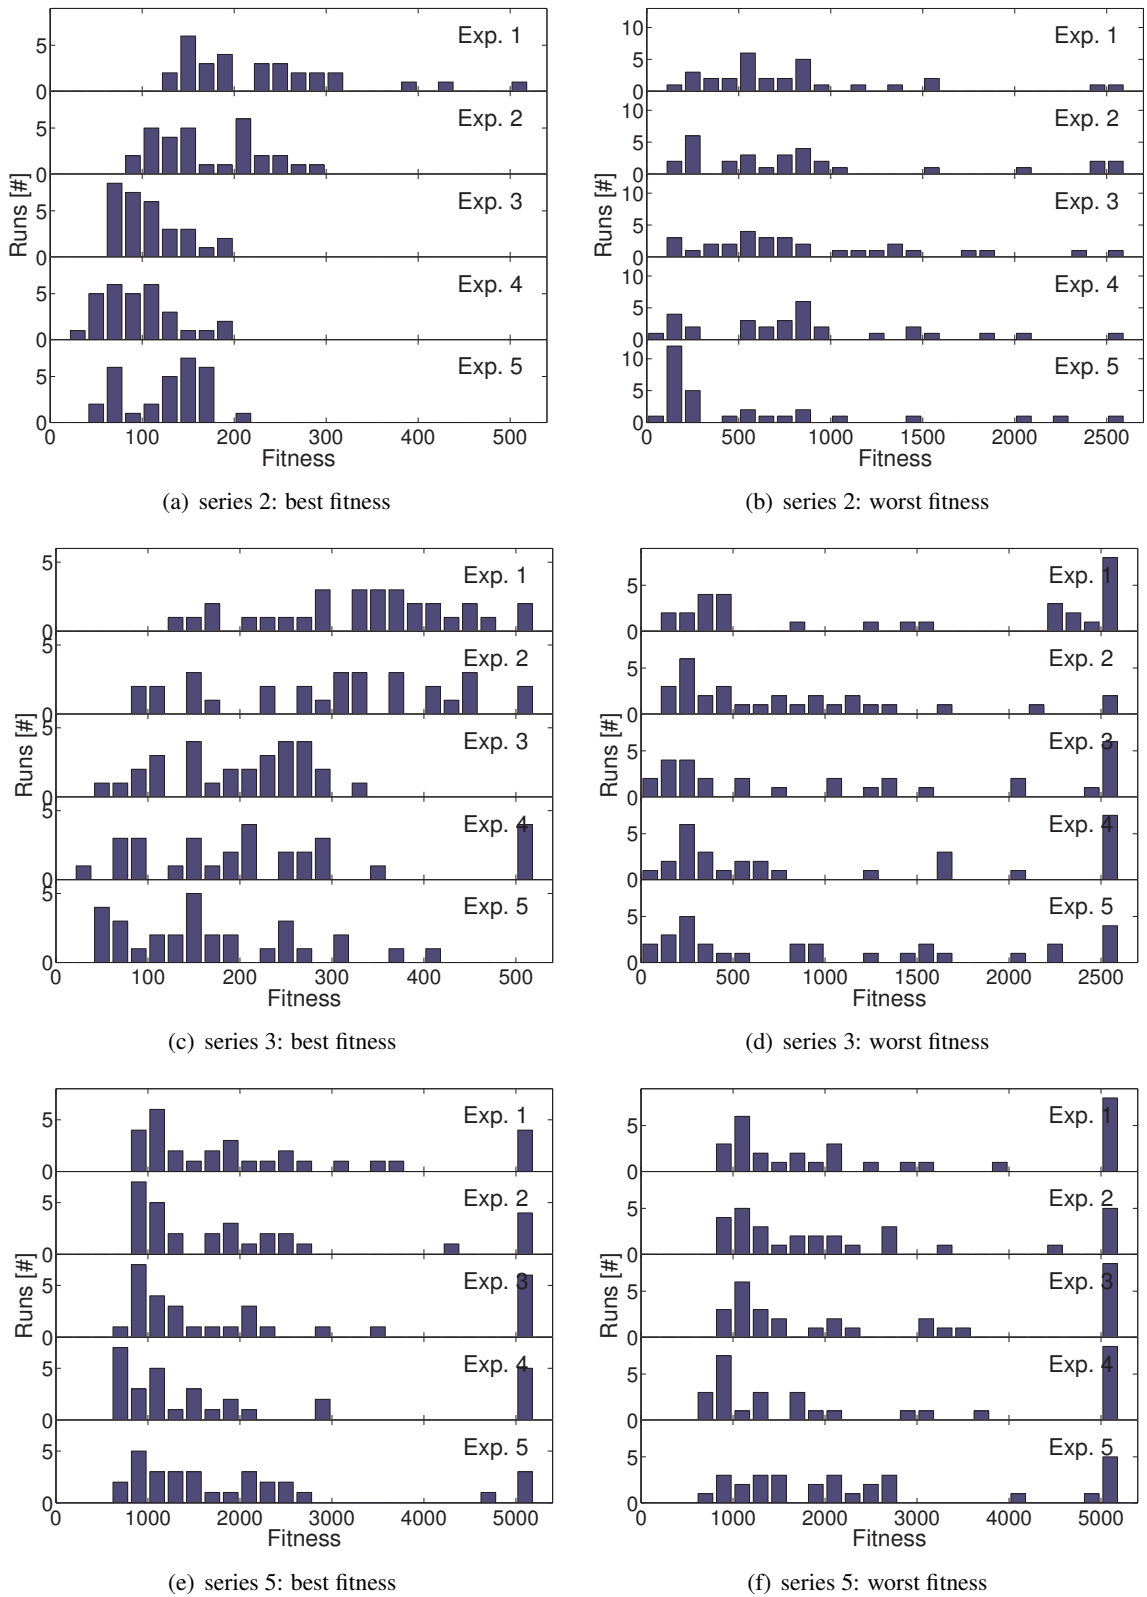 Exp. 1
5
0
Exp. 2
5
0
Exp. 3
5
0
Exp. 4
5
0
Exp. 5
5
0
Runs [#]
0 100 200 300 400 500
Fitness
(a) series 2: best fitness
Exp. 1
10
5
0
Exp. 2
10
5
0
Exp. 3
10
5
0
Exp. 4
10
5
0
Exp. 5
10
5
0
Runs [#]
0 500 1000 1500 2000 2500
Fitness
(b) series 2: worst fitness
Exp. 1
5
0
Exp. 2
5
0
Exp. 3
5
0
Exp. 4
5
0
Exp. 5
5
0
Runs [#]
0 100 200 300 400 500
Fitness
(c) series 3: best fitness
Exp. 1
5
0
Exp. 2
5
0
Exp. 3
5
0
Exp. 4
5
0
Exp. 5
5
0
Runs [#]
0 500 1000 1500 2000 2500
Fitness
(d) series 3: worst fitness
Exp. 1
5
0
Exp. 2
5
0
Exp. 3
5
0
Exp. 4
5
0
Exp. 5
5
0
Runs [#]
0 1000 2000 3000 4000 5000
Fitness
(e) series 5: best fitness
Exp. 1
5
0
Exp. 2
5
0
Exp. 3
5
0
Exp. 4
5
0
Exp. 5
5
0
Runs [#]
0 1000 2000 3000 4000 5000
Fitness
(f) series 5: worst fitness